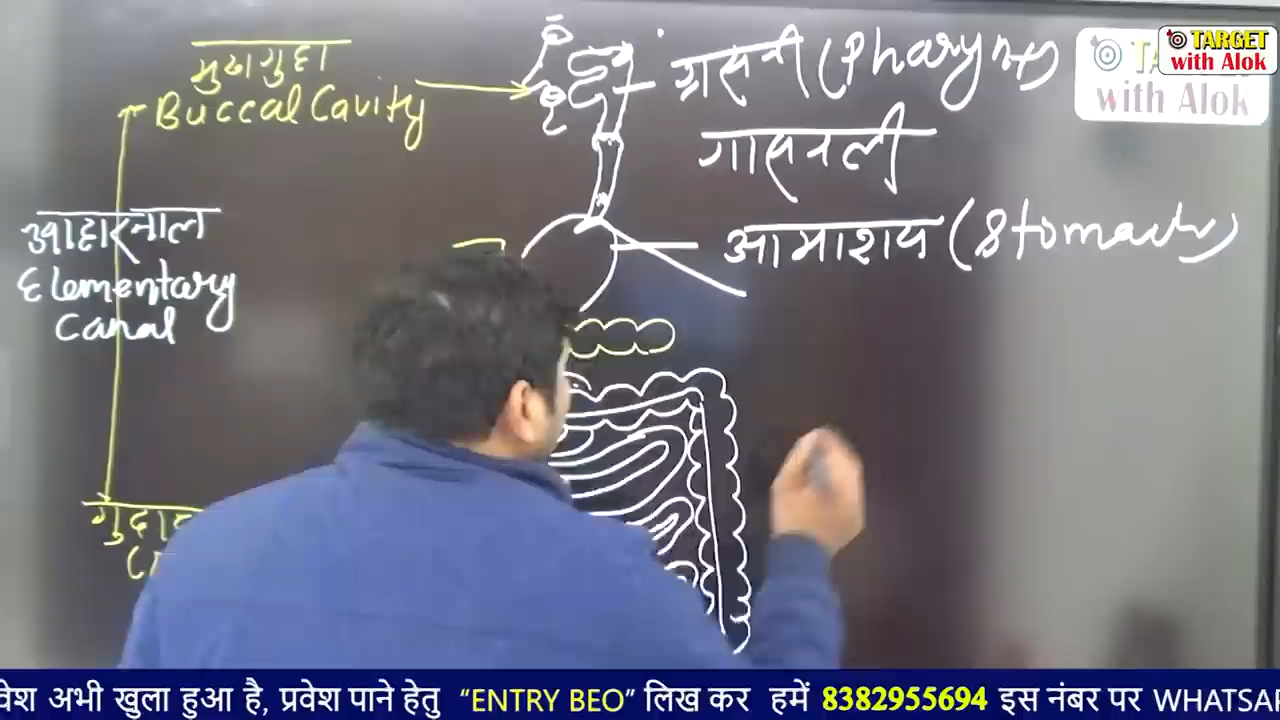 मुखगुहा
Buccal Cavity
ग्रसनी (Pharynx)
ग्रासनली
आहारनाल
Elementary
Canal
आमाशय (Stomach)
TARGET
with Alok
with Alok
वेश अभी खुला हुआ है, प्रवेश पाने हेतु “ENTRY BEO” लिख कर हमें 8382955694 इस नंबर पर WHATSA